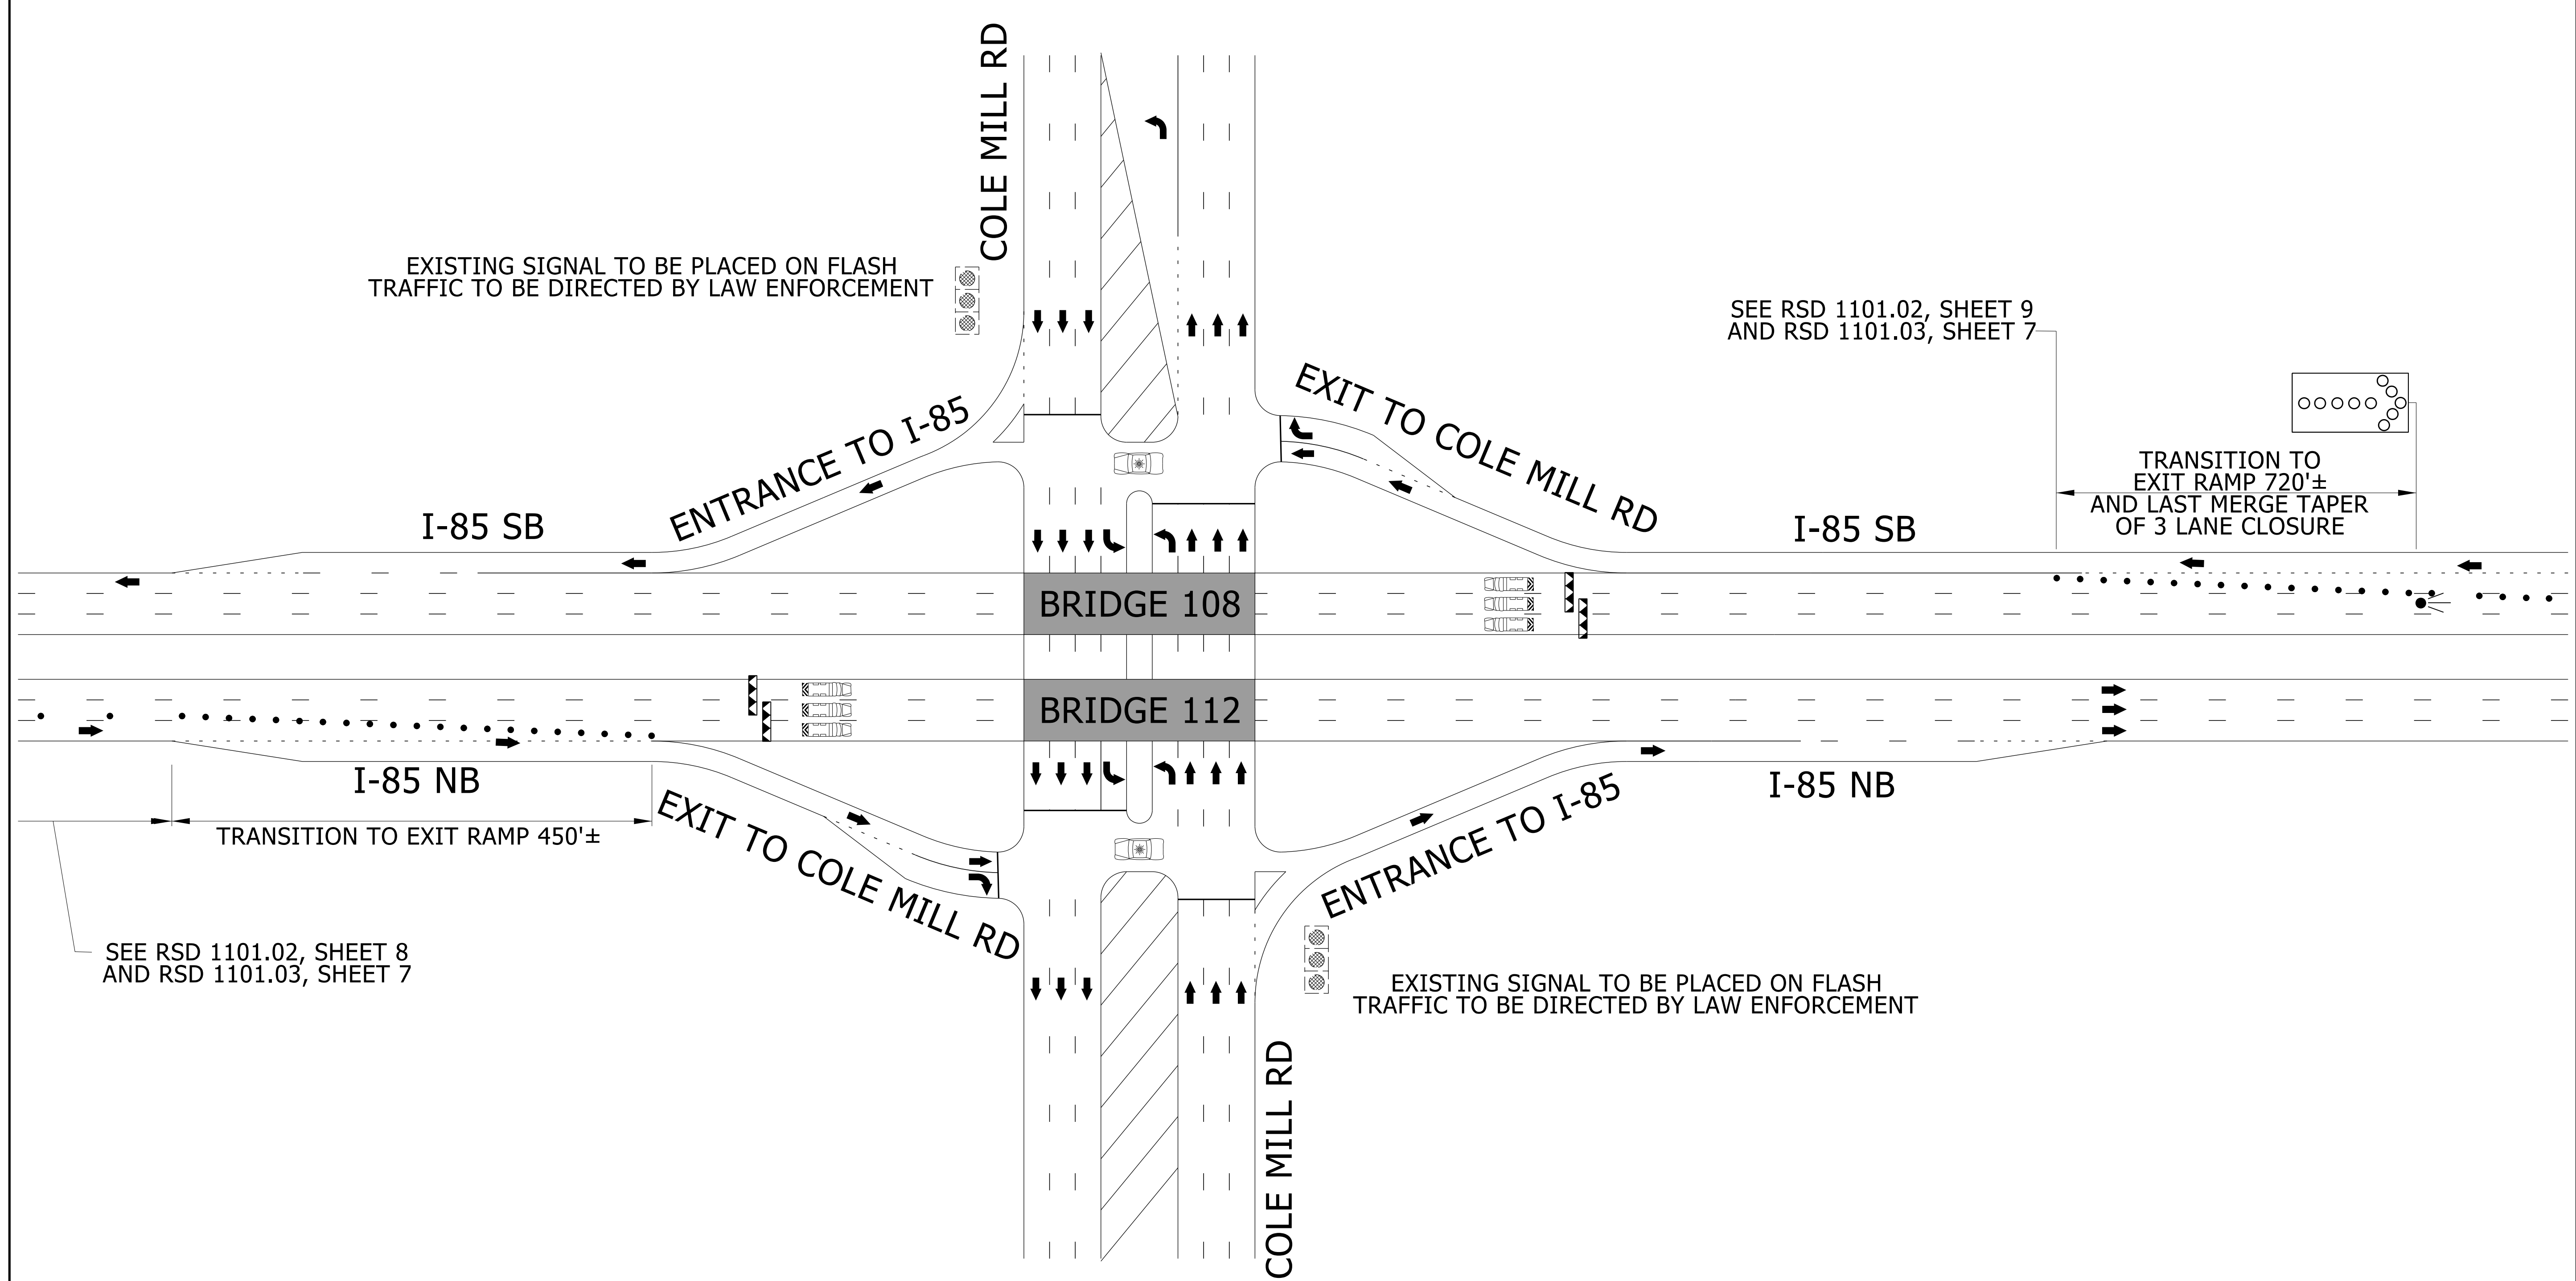 COLE MILL RD
EXISTING SIGNAL TO BE PLACED ON FLASH
TRAFFIC TO BE DIRECTED BY LAW ENFORCEMENT
SEE RSD 1101.02, SHEET 9
AND RSD 1101.03, SHEET 7
ENTRANCE TO I-85
EXIT TO COLE MILL RD
TRANSITION TO
EXIT RAMP 720'±
AND LAST MERGE TAPER
OF 3 LANE CLOSURE
I-85 SB
I-85 SB
BRIDGE 108
BRIDGE 112
I-85 NB
I-85 NB
TRANSITION TO EXIT RAMP 450'±
EXIT TO COLE MILL RD
ENTRANCE TO I-85
SEE RSD 1101.02, SHEET 8
AND RSD 1101.03, SHEET 7
EXISTING SIGNAL TO BE PLACED ON FLASH
TRAFFIC TO BE DIRECTED BY LAW ENFORCEMENT
COLE MILL RD